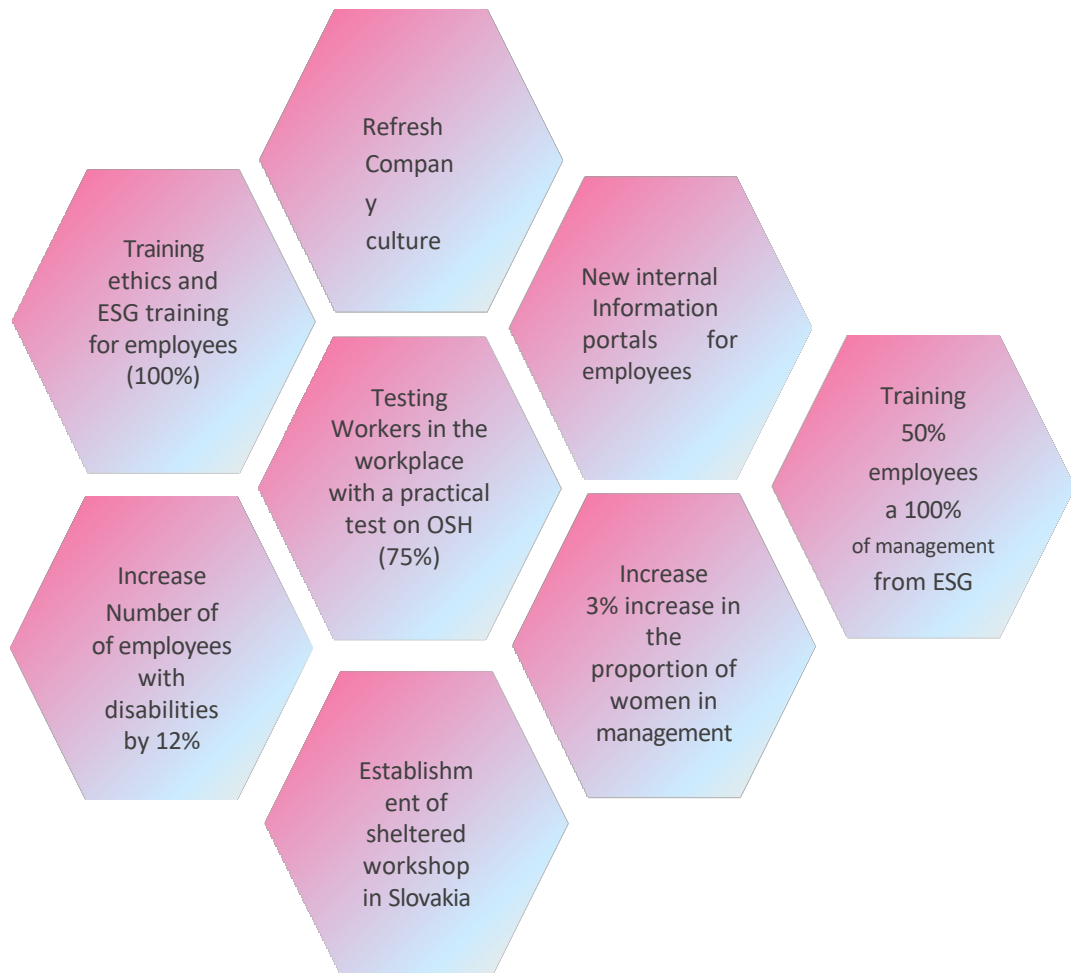 Refresh
Compan
y
culture
Training
ethics and
ESG training
for employees
(100%)
New internal
Information
portals for
employees
Testing
Workers in the
workplace
with a practical
test on OSH
(75%)
Training
50%
employees
a 100%
of management
from ESG
Increase
Number of
of employees
with
disabilities
by 12%
Increase
3% increase in
the
proportion of
women in
management
Establishm
ent of
sheltered
workshop
in Slovakia